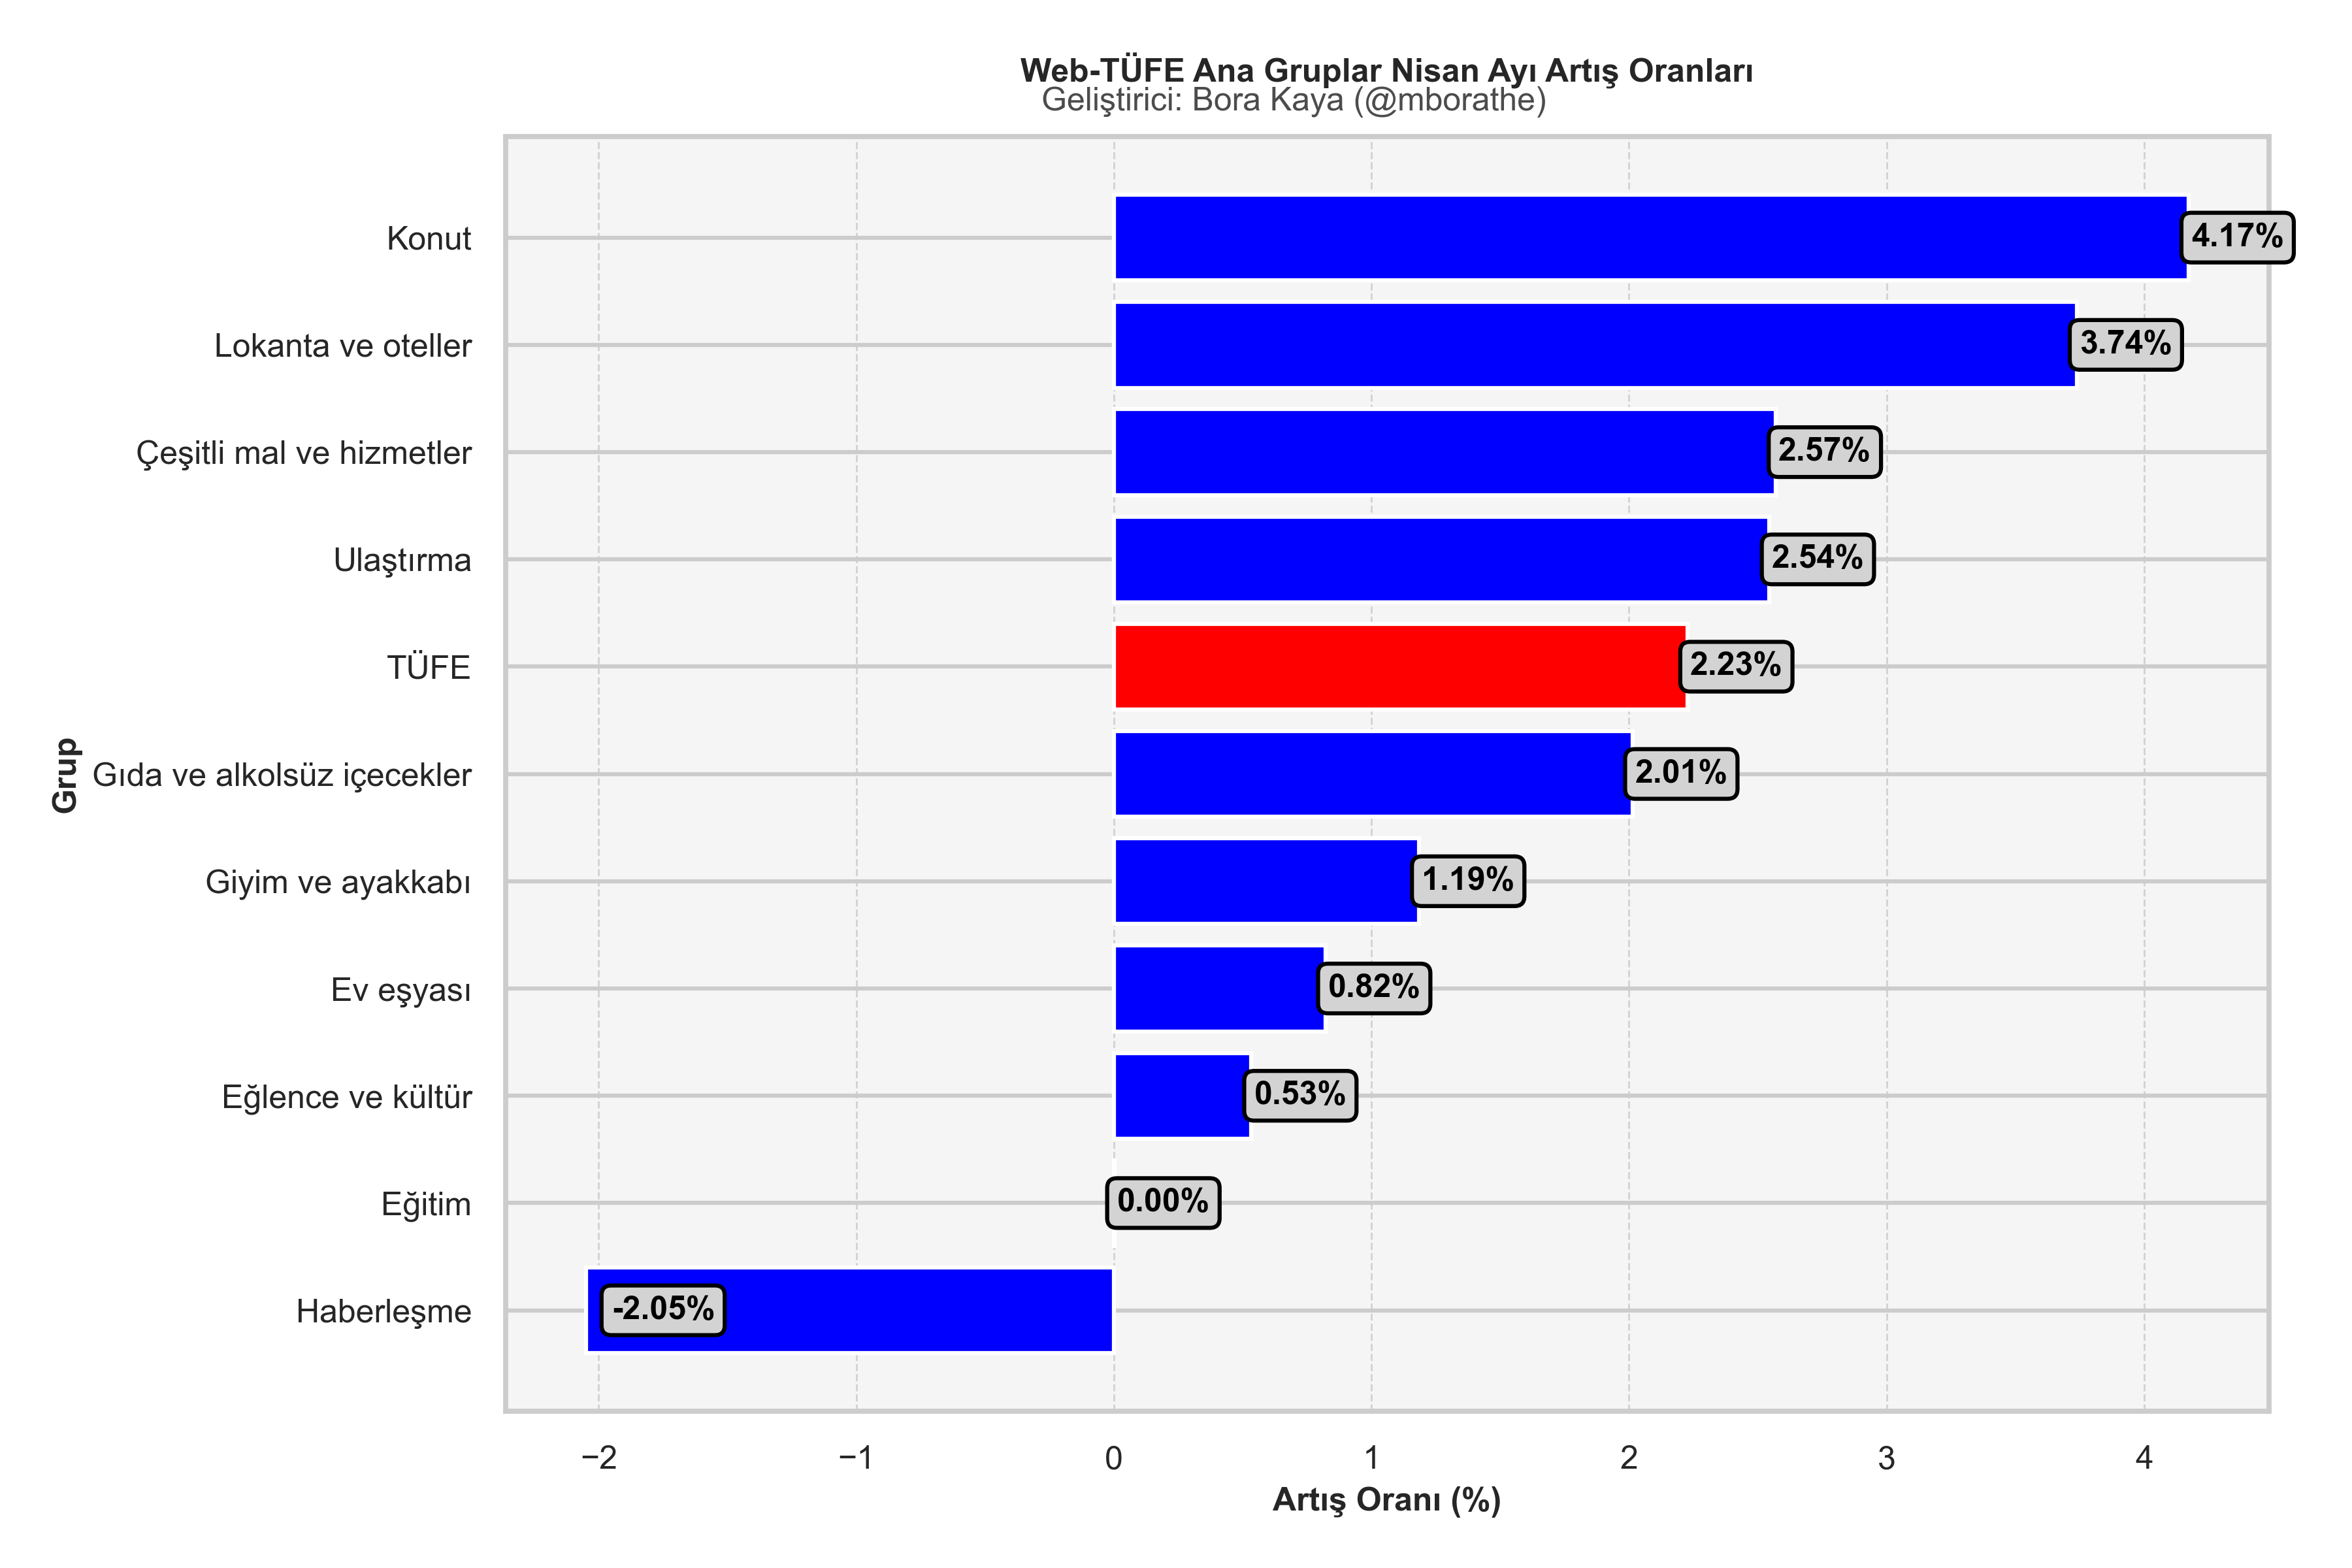 Web-TÜFE Ana Gruplar Nisan Ayı Artış Oranları
Geliştirici: Bora Kaya (@mborathe)
Grup
Konut 4.17%
Lokanta ve oteller 3.74%
Çeşitli mal ve hizmetler 2.57%
Ulaştırma 2.54%
TÜFE 2.23%
Gıda ve alkolsüz içecekler 2.01%
Giyim ve ayakkabı 1.19%
Ev eşyası 0.82%
Eğlence ve kültür 0.53%
Eğitim 0.00%
Haberleşme -2.05%
−2 −1 0 1 2 3 4
Artış Oranı (%)